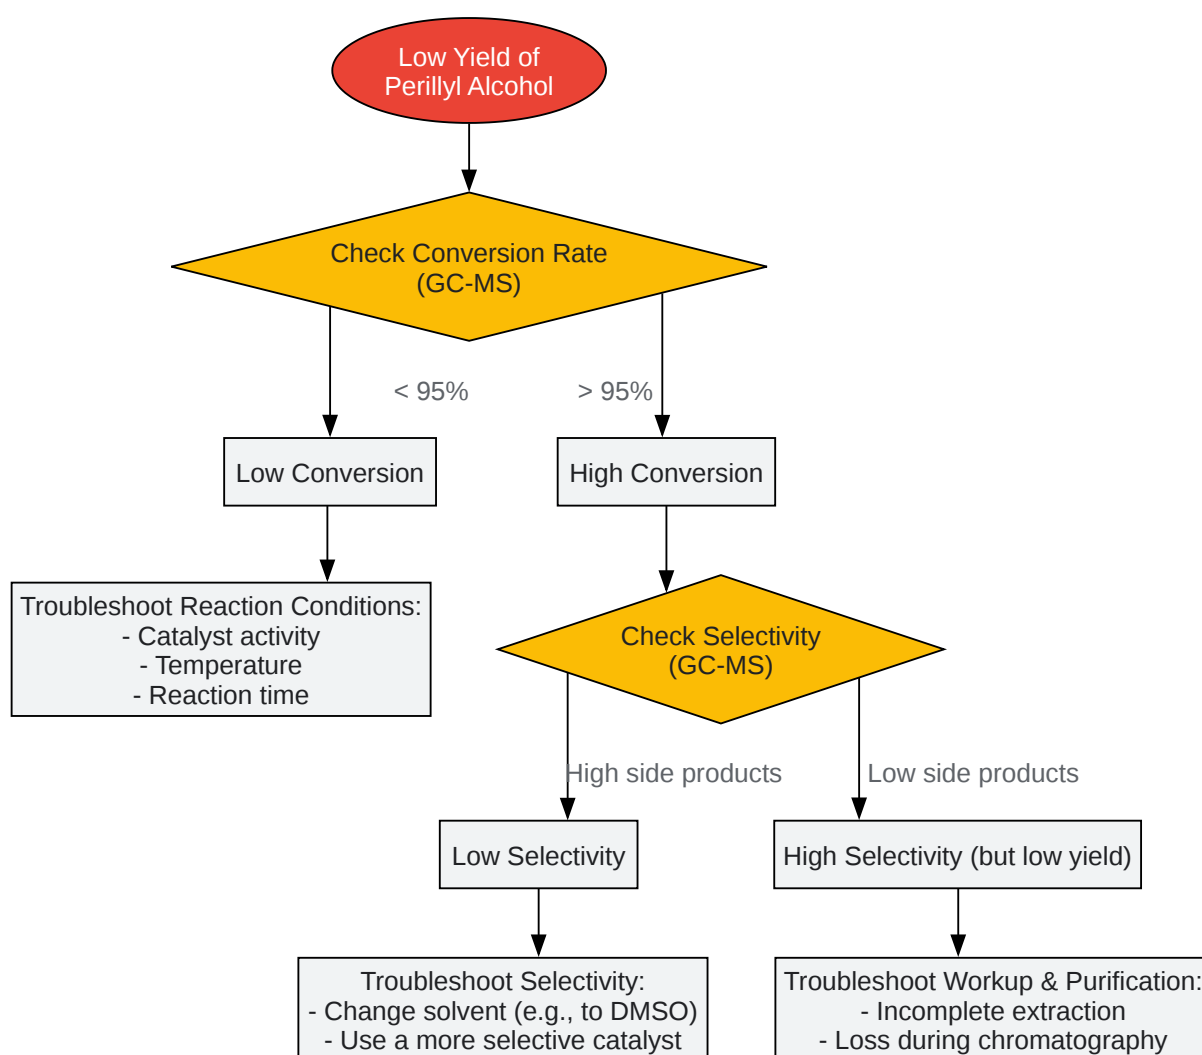 Low Yield of
Perillyl Alcohol
Check Conversion Rate
(GC-MS)
< 95%
> 95%
Low Conversion
High Conversion
Troubleshoot Reaction Conditions:
- Catalyst activity
- Temperature
- Reaction time
Check Selectivity
(GC-MS)
High side products
Low side products
Low Selectivity
High Selectivity (but low yield)
Troubleshoot Selectivity:
- Change solvent (e.g., to DMSO)
- Use a more selective catalyst
Troubleshoot Workup & Purification:
- Incomplete extraction
- Loss during chromatography